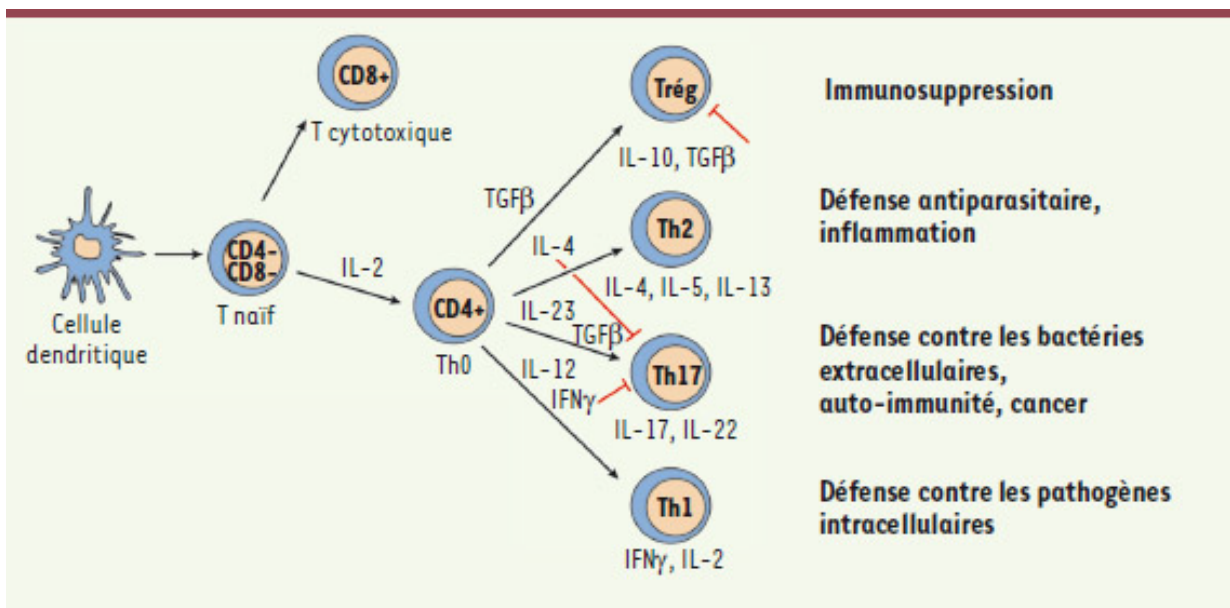 CD8+
T cytotoxique
Trég
Immunosuppression
IL-10, TGFβ
TGFβ
Défense antiparasitaire,
inflammation
Th2
IL-4
IL-4, IL-5, IL-13
CD4-
CD8-
T naïf
IL-2
Cellule
dendritique
CD4+
Th0
IL-23
TGFβ
IL-12
IFNγ
Th17
IL-17, IL-22
Défense contre les bactéries
extracellulaires,
auto-immunité, cancer
Th1
IFNγ, IL-2
Défense contre les pathogènes
intracellulaires